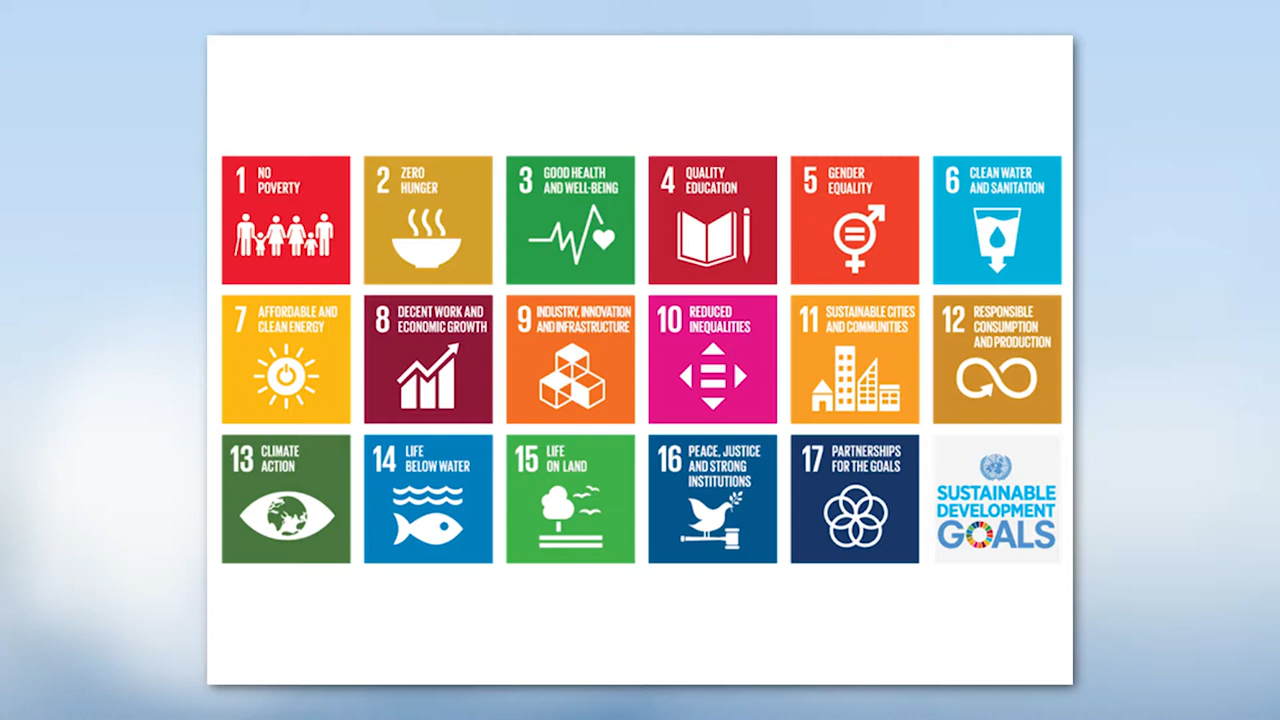 1 NO
POVERTY
2 ZERO
HUNGER
3 GOOD HEALTH
AND WELL-BEING
4 QUALITY
EDUCATION
5 GENDER
EQUALITY
6 CLEAN WATER
AND SANITATION
7 AFFORDABLE AND
CLEAN ENERGY
8 DECENT WORK AND
ECONOMIC GROWTH
9 INDUSTRY, INNOVATION
AND INFRASTRUCTURE
10 REDUCED
INEQUALITIES
11 SUSTAINABLE CITIES
AND COMMUNITIES
12 RESPONSIBLE
CONSUMPTION
AND PRODUCTION
13 CLIMATE
ACTION
14 LIFE
BELOW WATER
15 LIFE
ON LAND
16 PEACE, JUSTICE
AND STRONG
INSTITUTIONS
17 PARTNERSHIPS
FOR THE GOALS
SUSTAINABLE
DEVELOPMENT
GOALS